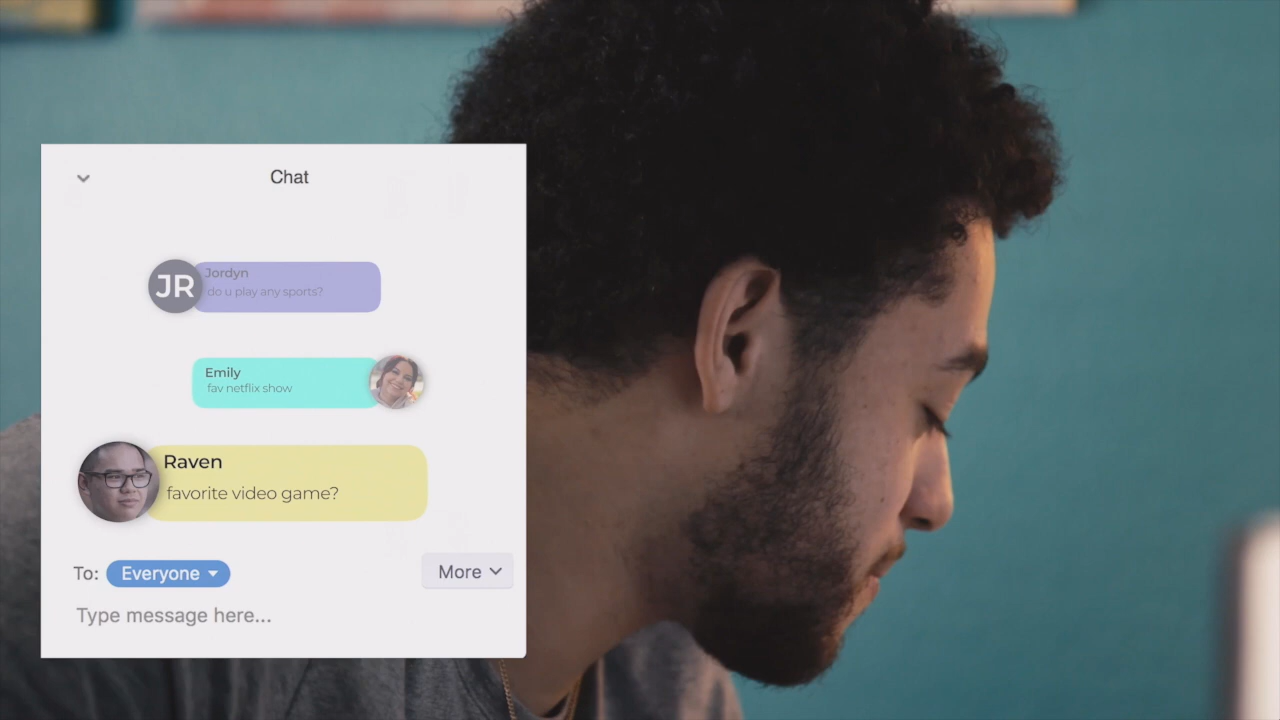 Chat
JR
Jordyn
do u play any sports?
Emily
fav netflix show
Raven
favorite video game?
To: Everyone
More
Type message here...